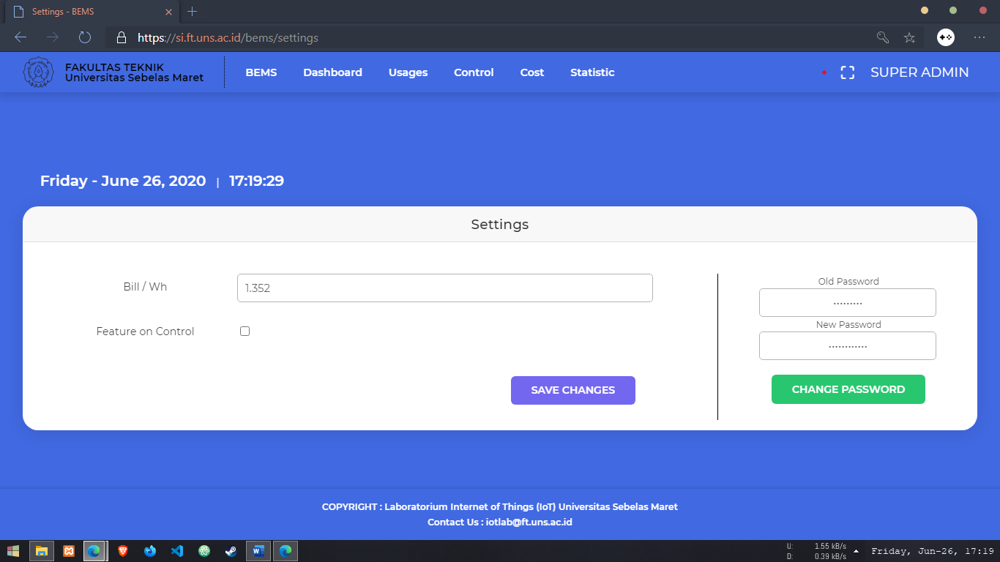 Settings - BEMS
https://si.ft.uns.ac.id/bems/settings
FAKULTAS TEKNIK
Universitas Sebelas Maret
BEMS
Dashboard
Usages
Control
Cost
Statistic
SUPER ADMIN
Friday - June 26, 2020 | 17:19:29
Settings
Bill / Wh
1.352
Feature on Control
SAVE CHANGES
Old Password
•••••••••
New Password
••••••••••••
CHANGE PASSWORD
COPYRIGHT : Laboratorium Internet of Things (IoT) Universitas Sebelas Maret
Contact Us : iotlab@ft.uns.ac.id
U: 1.55 kB/s
D: 0.39 kB/s
Friday, Jun-26, 17:19